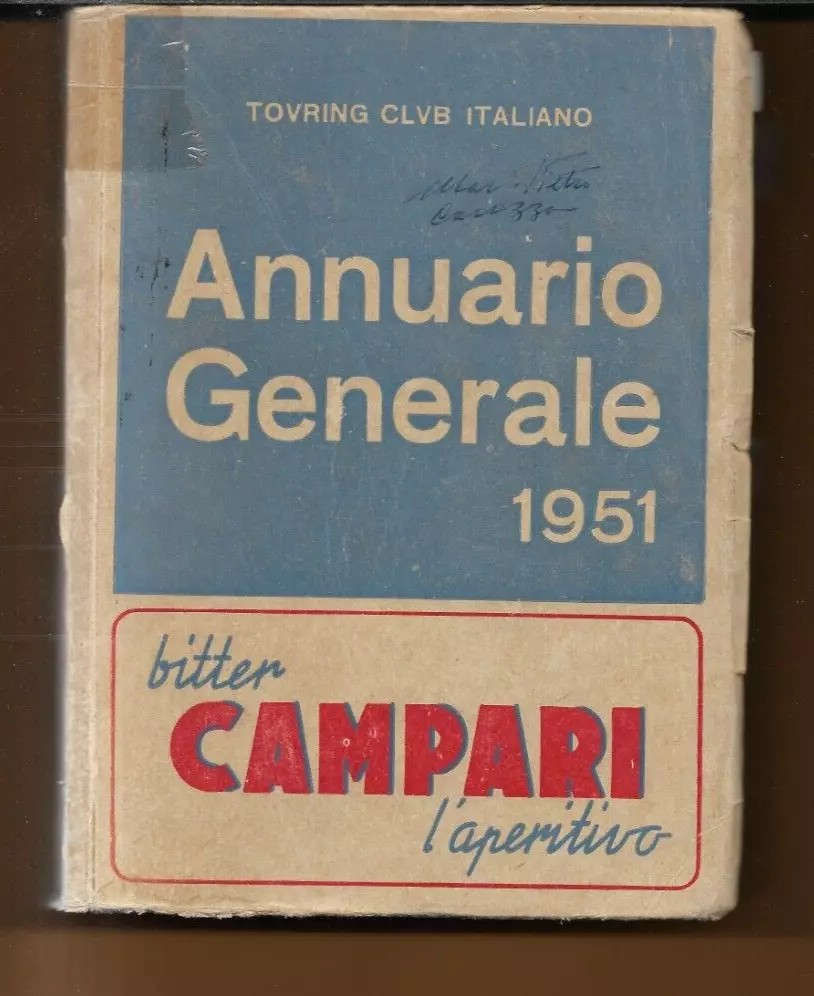 TOVRING CLVB ITALIANO
Annuario
Generale
1951
bitter
CAMPARI
l'aperitivo